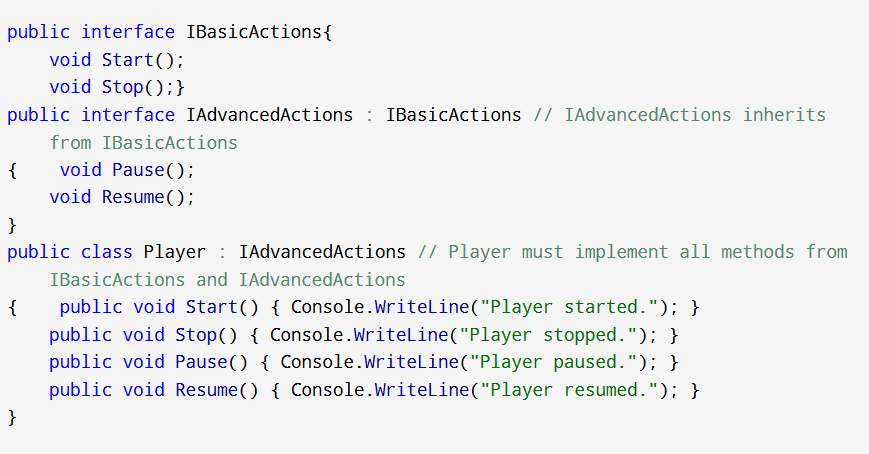 public interface IBasicActions{
    void Start();
    void Stop();}
public interface IAdvancedActions : IBasicActions // IAdvancedActions inherits
    from IBasicActions
{    void Pause();
    void Resume();
}
public class Player : IAdvancedActions // Player must implement all methods from
    IBasicActions and IAdvancedActions
{    public void Start() { Console.WriteLine("Player started."); }
    public void Stop() { Console.WriteLine("Player stopped."); }
    public void Pause() { Console.WriteLine("Player paused."); }
    public void Resume() { Console.WriteLine("Player resumed."); }
}